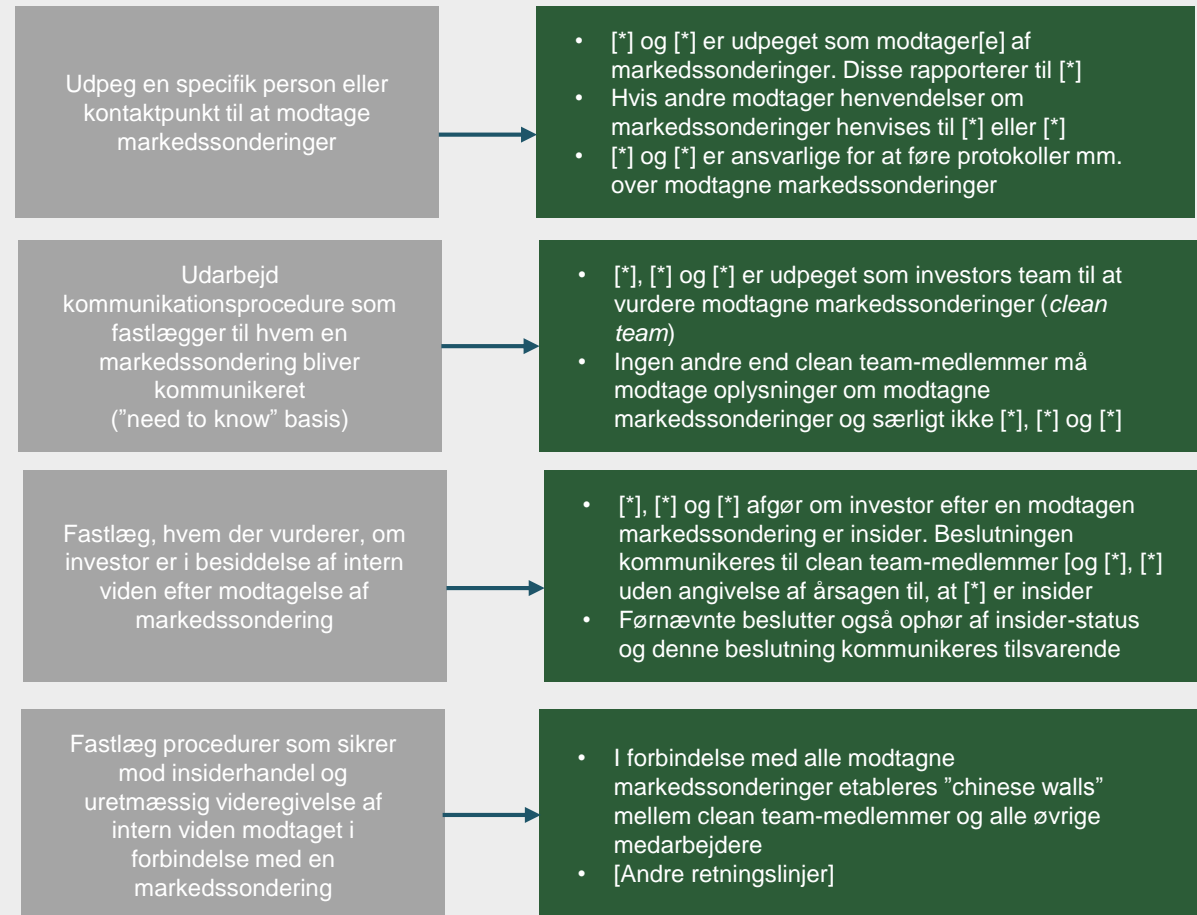 Udpeg en specifik person eller
kontaktpunkt til at modtage
markedssonderinger
• [*] og [*] er udpeget som modtager[e] af
markedssonderinger. Disse rapporterer til [*]
• Hvis andre modtager henvendelser om
markedssonderinger henvises til [*] eller [*]
• [*] og [*] er ansvarlige for at føre protokoller mm.
over modtagne markedssonderinger
Udarbejd
kommunikationsprocedure som
fastlægger til hvem en
markedssondering bliver
kommunikeret
(”need to know” basis)
• [*], [*] og [*] er udpeget som investors team til at
vurdere modtagne markedssonderinger (clean
team)
• Ingen andre end clean team-medlemmer må
modtage oplysninger om modtagne
markedssonderinger og særligt ikke [*], [*] og [*]
Fastlæg, hvem der vurderer, om
investor er i besiddelse af intern
viden efter modtagelse af
markedssondering
• [*], [*] og [*] afgør om investor efter en modtagen
markedssondering er insider. Beslutningen
kommunikeres til clean team-medlemmer [og [*], [*]
uden angivelse af årsagen til, at [*] er insider
• Førnævnte beslutter også ophør af insider-status
og denne beslutning kommunikeres tilsvarende
Fastlæg procedurer som sikrer
mod insiderhandel og
uretmæssig videregivelse af
intern viden modtaget i
forbindelse med en
markedssondering
• I forbindelse med alle modtagne
markedssonderinger etableres ”chinese walls”
mellem clean team-medlemmer og alle øvrige
medarbejdere
• [Andre retningslinjer]